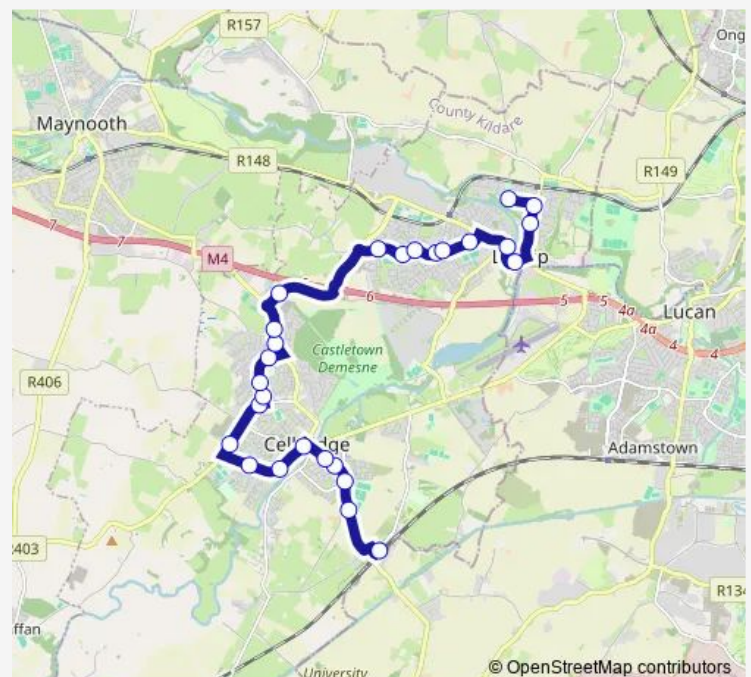 R157
Ong
Maynooth
County Kildare
R148
R149
7
7
M4
6
5
5
4a
Lucan
4a
4
4
Castletown
Demesne
R406
Adamstown
R403
R134
affan
University
© OpenStreetMap contributors